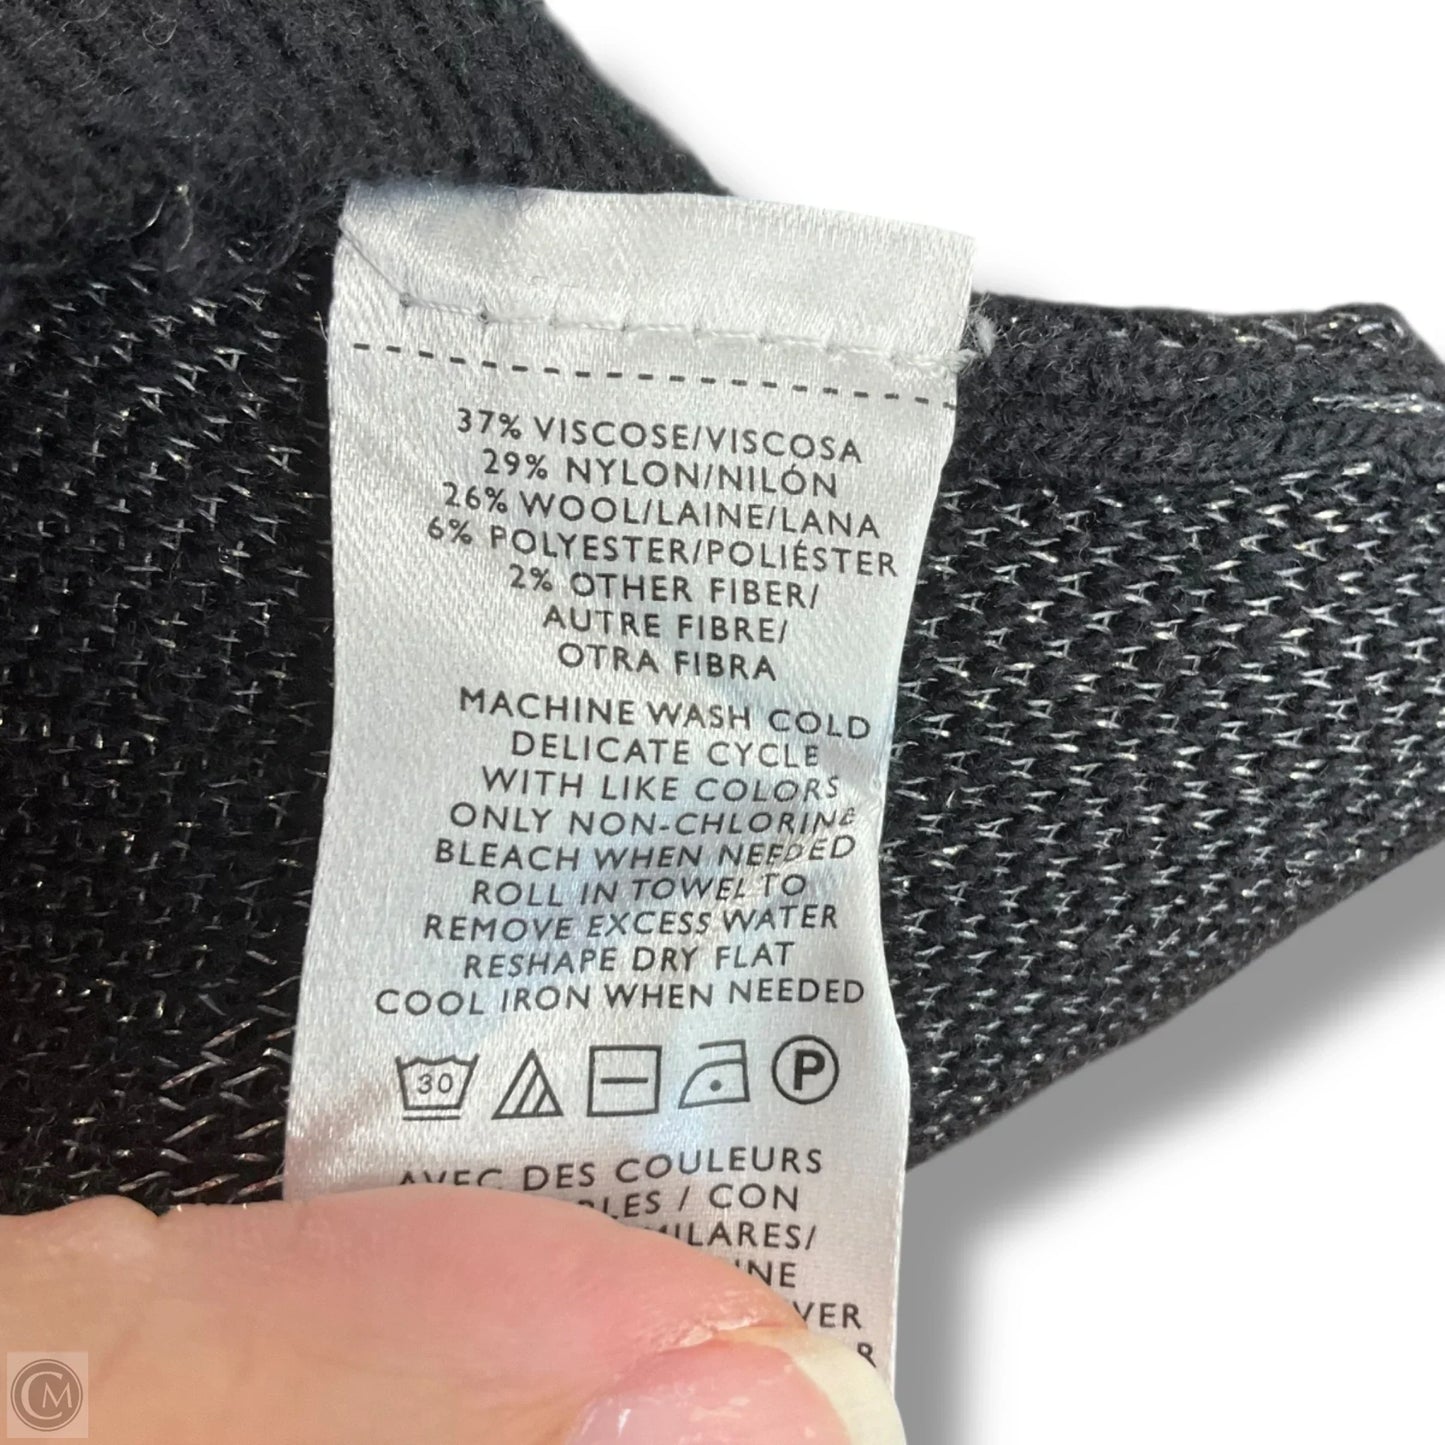 37% VISCOSE/VISCOSA
29% NYLON/NILÓN
26% WOOL/LAINE/LANA
6% POLYESTER/POLIÉSTER
2% OTHER FIBER/
AUTRE FIBRE/
OTRA FIBRA
MACHINE WASH COLD
DELICATE CYCLE
WITH LIKE COLORS
ONLY NON-CHLORINE
BLEACH WHEN NEEDED
ROLL IN TOWEL TO
REMOVE EXCESS WATER
RESHAPE DRY FLAT
COOL IRON WHEN NEEDED
30 P
AVEC DES COULEURS
/ CON
CM